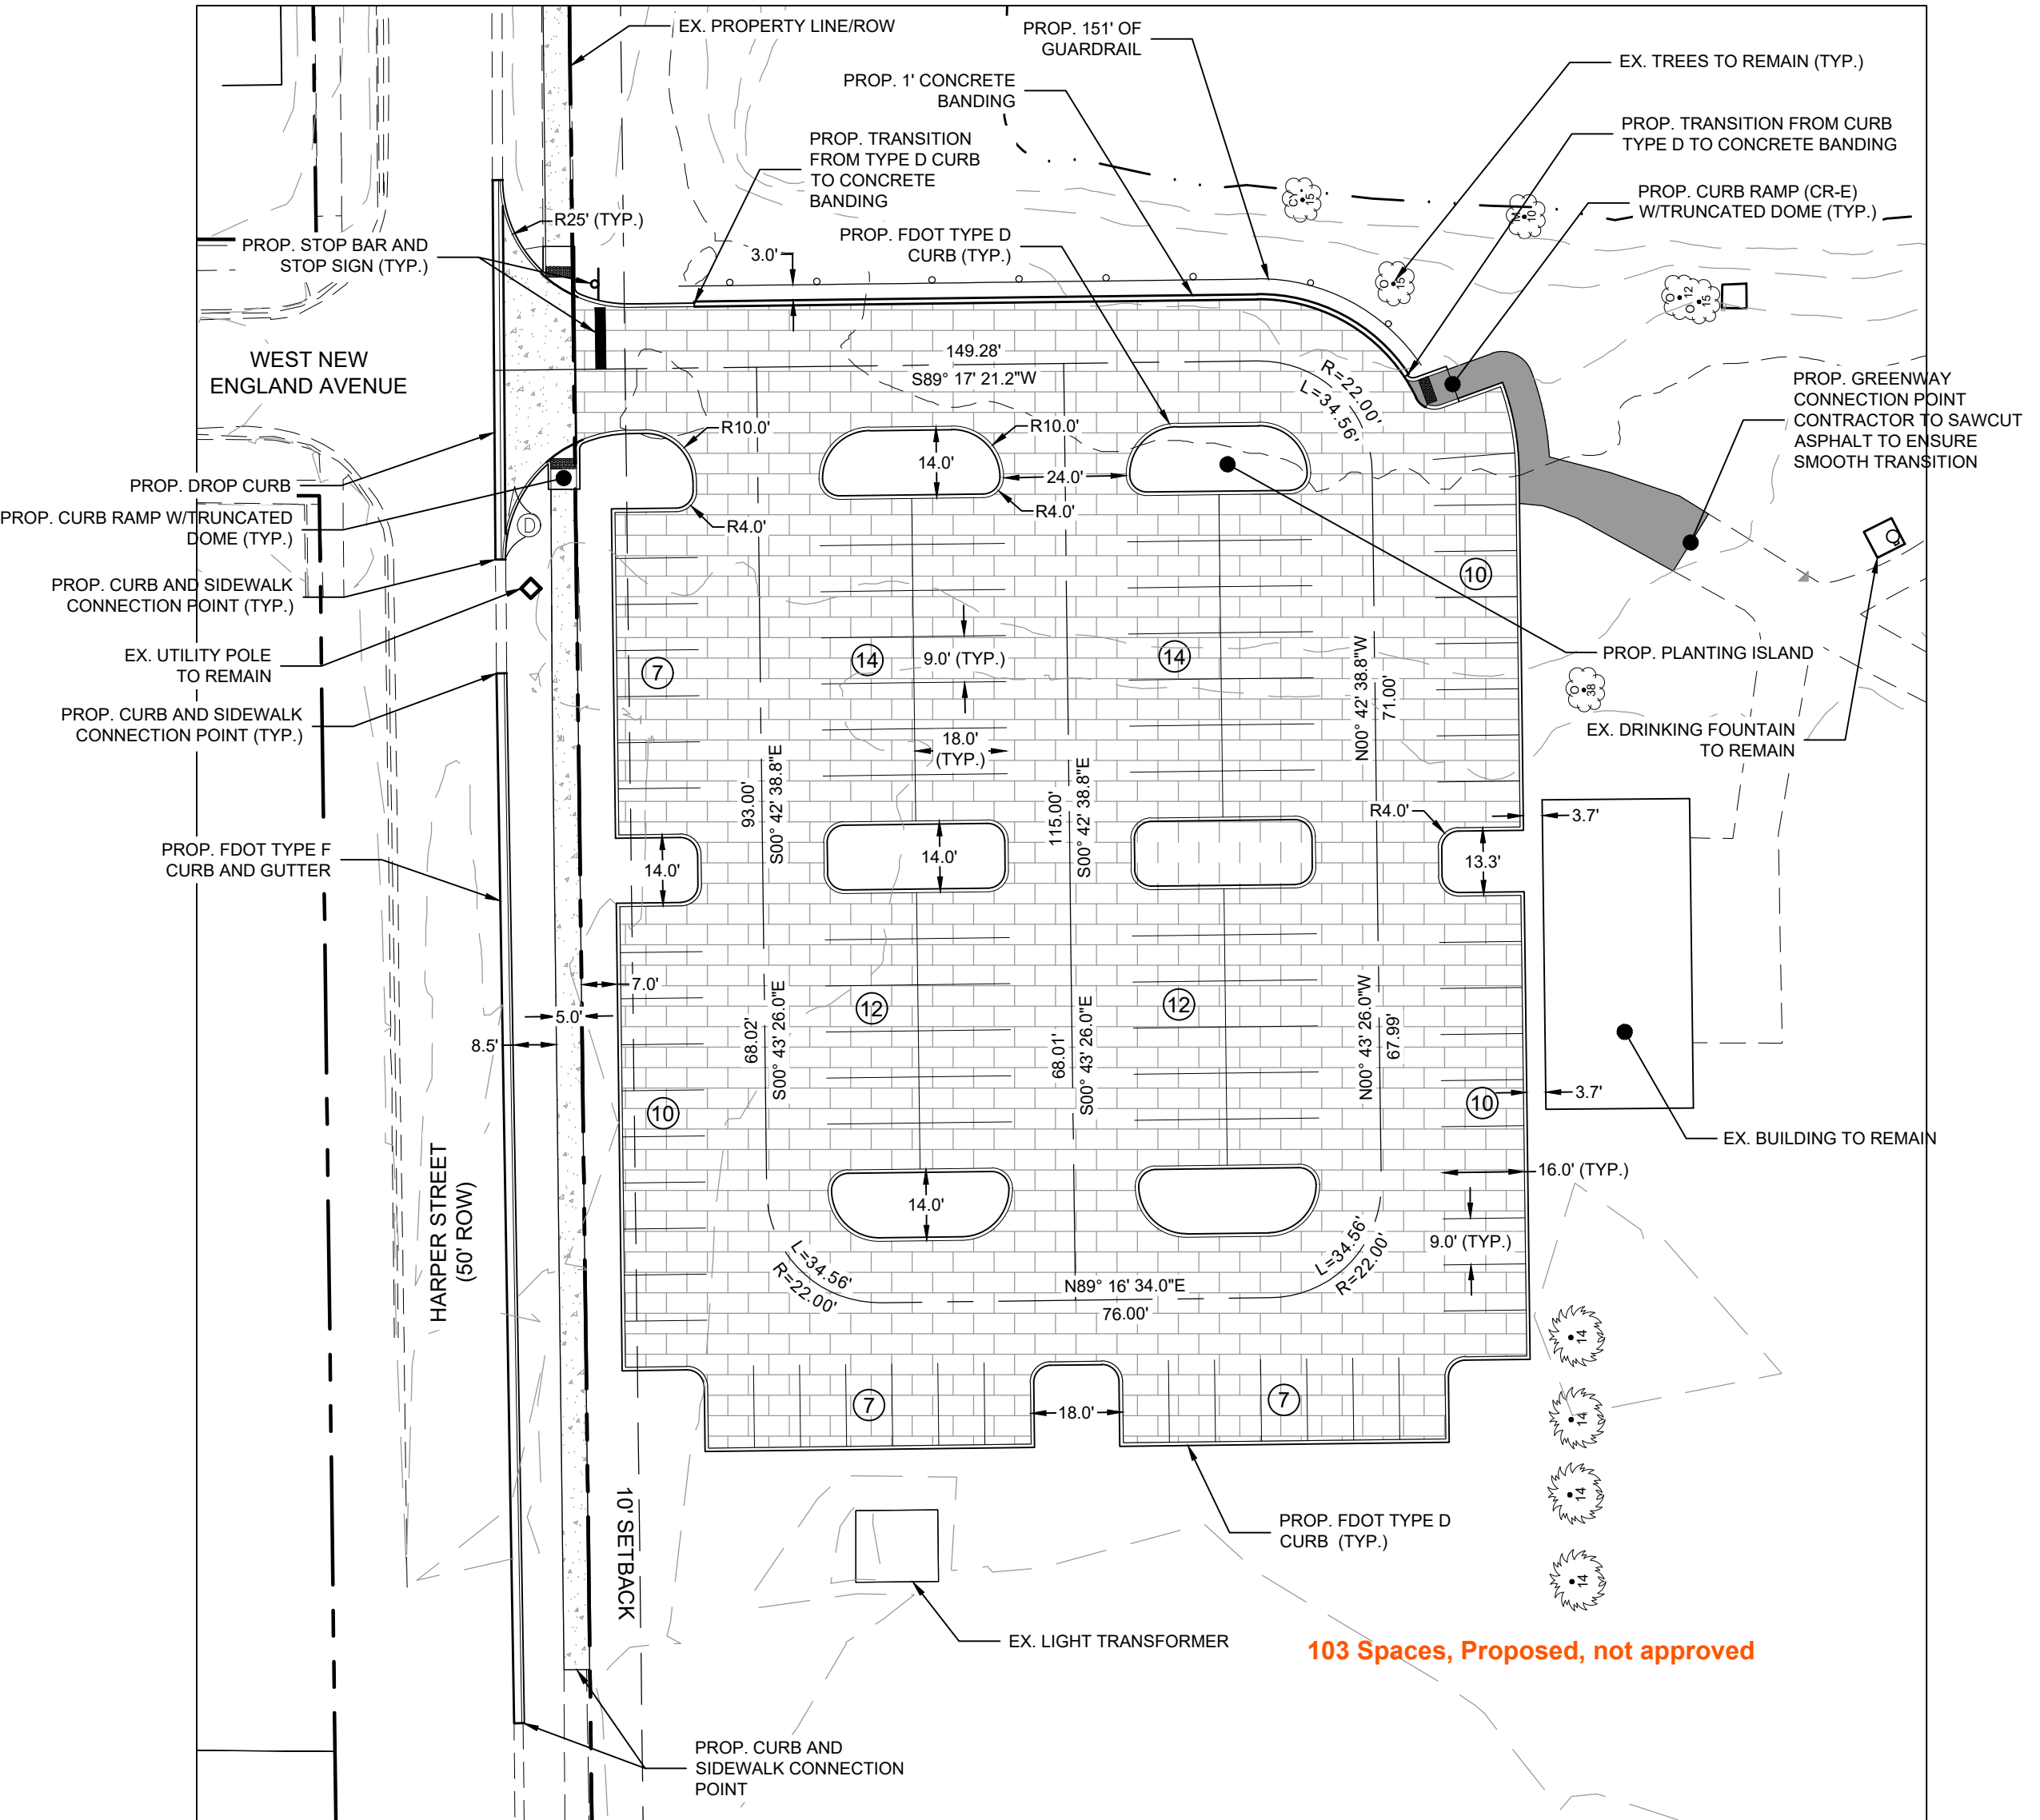 EX. PROPERTY LINE/ROW
PROP. 151' OF
GUARDRAIL
EX. TREES TO REMAIN (TYP.)
PROP. 1' CONCRETE
BANDING
PROP. TRANSITION
FROM TYPE D CURB
TO CONCRETE
BANDING
PROP. TRANSITION FROM CURB
TYPE D TO CONCRETE BANDING
PROP. CURB RAMP (CR-E)
W/TRUNCATED DOME (TYP.)
R25' (TYP.)
PROP. STOP BAR AND
STOP SIGN (TYP.)
PROP. FDOT TYPE D
CURB (TYP.)
3.0'
15
10
15
O
12
O
15
WEST NEW
ENGLAND AVENUE
149.28'
S89° 17' 21.2"W
R=22.00'
L=34.56'
PROP. GREENWAY
CONNECTION POINT
CONTRACTOR TO SAWCUT
ASPHALT TO ENSURE
SMOOTH TRANSITION
R10.0'
R10.0'
14.0'
24.0'
R4.0'
R4.0'
PROP. DROP CURB
PROP. CURB RAMP W/TRUNCATED
DOME (TYP.)
D
PROP. CURB AND SIDEWALK
CONNECTION POINT (TYP.)
10
EX. UTILITY POLE
TO REMAIN
7
14
9.0' (TYP.)
14
N00° 42' 38.8"W
71.00'
PROP. PLANTING ISLAND
O
38
PROP. CURB AND SIDEWALK
CONNECTION POINT (TYP.)
18.0'
(TYP.)
EX. DRINKING FOUNTAIN
TO REMAIN
93.00'
S00° 42' 38.8"E
115.00'
S00° 42' 38.8"E
R4.0'
3.7'
PROP. FDOT TYPE F
CURB AND GUTTER
14.0'
14.0'
13.3'
7.0'
5.0'
8.5'
12
12
68.02'
S00° 43' 26.0"E
68.01'
S00° 43' 26.0"E
N00° 43' 26.0"W
67.99'
10
10
3.7'
EX. BUILDING TO REMAIN
HARPER STREET
(50' ROW)
14.0'
16.0' (TYP.)
9.0' (TYP.)
L=34.56'
R=22.00'
N89° 16' 34.0"E
76.00'
L=34.56'
R=22.00'
14
14
14
14
7
18.0'
7
10' SETBACK
PROP. FDOT TYPE D
CURB (TYP.)
EX. LIGHT TRANSFORMER
103 Spaces, Proposed, not approved
PROP. CURB AND
SIDEWALK CONNECTION
POINT